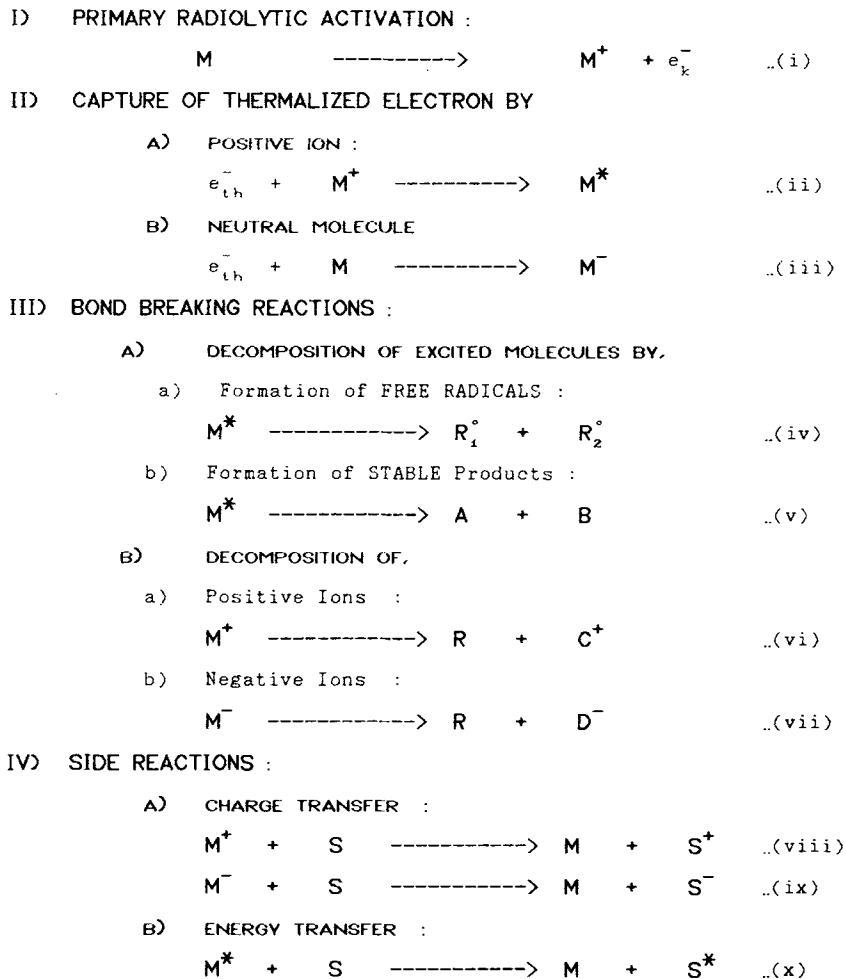 I) PRIMARY RADIOLYTIC ACTIVATION :
M ----------> M⁺ + e⁻ₖ ..(i)
II) CAPTURE OF THERMALIZED ELECTRON BY
A) POSITIVE ION :
e⁻ₜₕ + M⁺ ----------> M* ..(ii)
B) NEUTRAL MOLECULE
e⁻ₜₕ + M ----------> M⁻ ..(iii)
III) BOND BREAKING REACTIONS :
A) DECOMPOSITION OF EXCITED MOLECULES BY,
a) Formation of FREE RADICALS :
M* ------------> R₁° + R₂° ..(iv)
b) Formation of STABLE Products :
M* ------------> A + B ..(v)
B) DECOMPOSITION OF,
a) Positive Ions :
M⁺ ------------> R + C⁺ ..(vi)
b) Negative Ions :
M⁻ ------------> R + D⁻ ..(vii)
IV) SIDE REACTIONS :
A) CHARGE TRANSFER :
M⁺ + S -----------> M + S⁺ ..(viii)
M⁻ + S -----------> M + S⁻ ..(ix)
B) ENERGY TRANSFER :
M* + S -----------> M + S* ..(x)